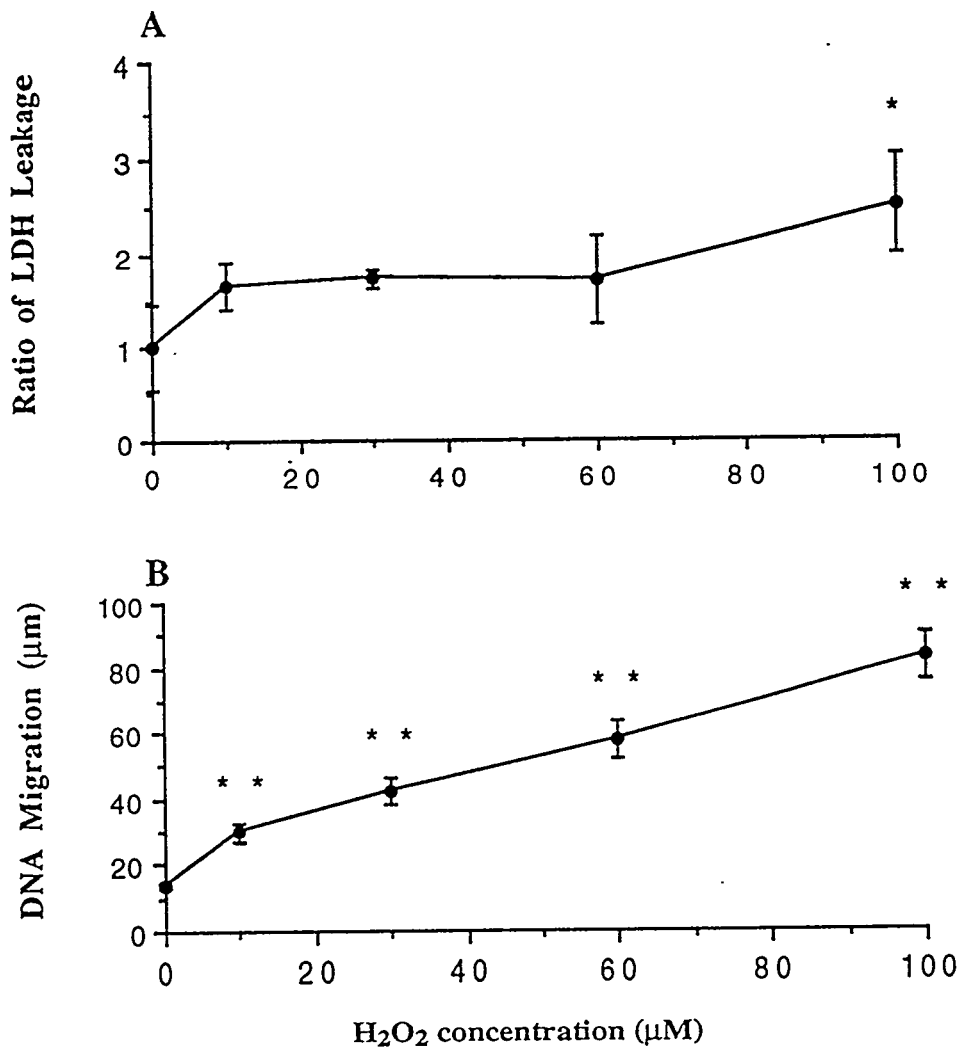 A
Ratio of LDH Leakage
4
3
2
1
0
*
0 20 40 60 80 100
B
DNA Migration (µm)
100
80
60
40
20
0
* *
* *
* *
* *
0 20 40 60 80 100
H₂O₂ concentration (µM)